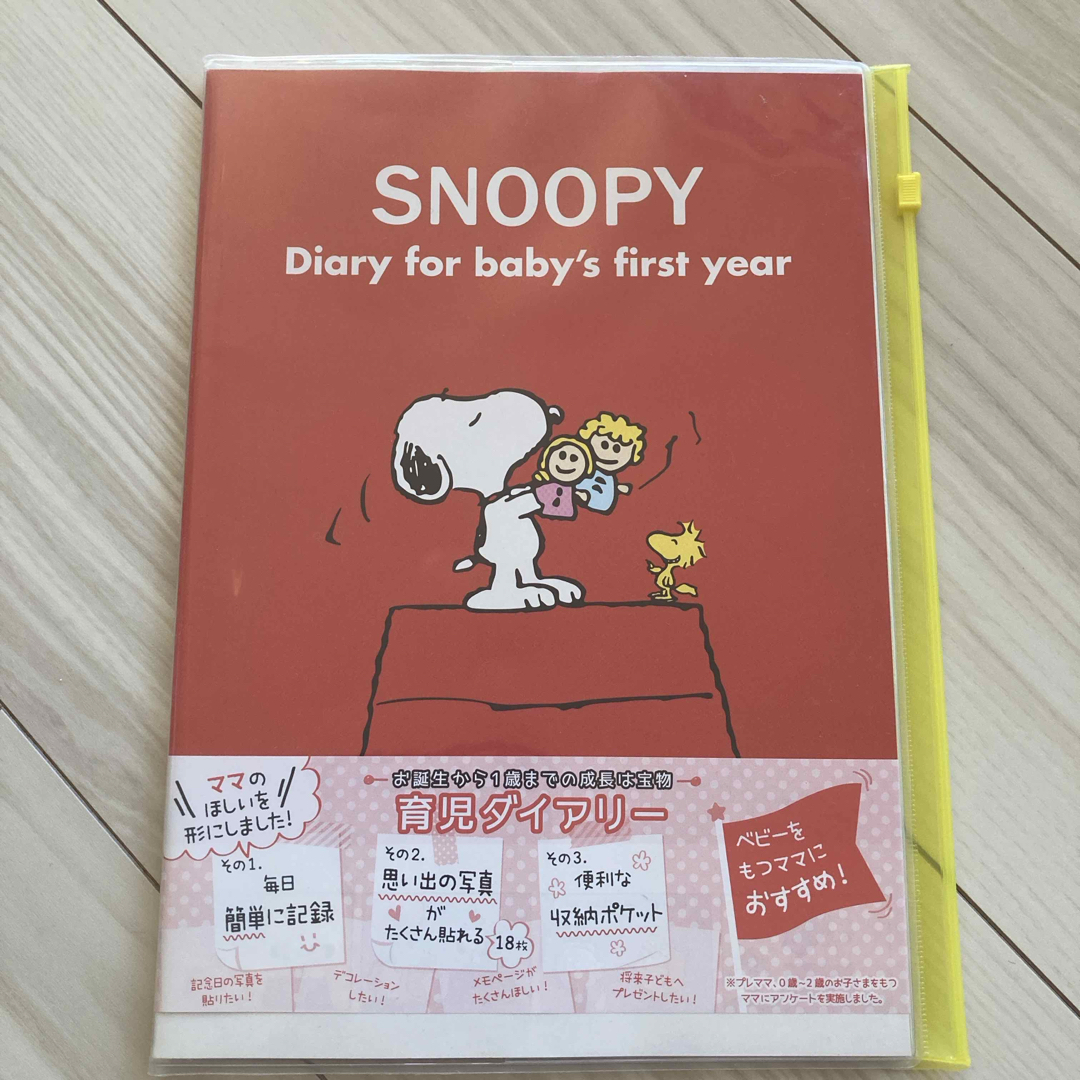 SNOOPY
Diary for baby's first year
ママの
ほしいを
形にしました!
お誕生から1歳までの成長は宝物
育児ダイアリー
その1.
毎日
簡単に記録
その2.
思い出の写真
が
たくさん貼れる
18枚
その3.
便利な
収納ポケット
ベビーを
もつママに
おすすめ!
記念日の写真を
貼りたい!
デコレーション
したい!
メモページが
たくさんほしい!
将来子どもへ
プレゼントしたい!
※プレママ、0歳~2歳のお子さまをもつ
ママにアンケートを実施しました。